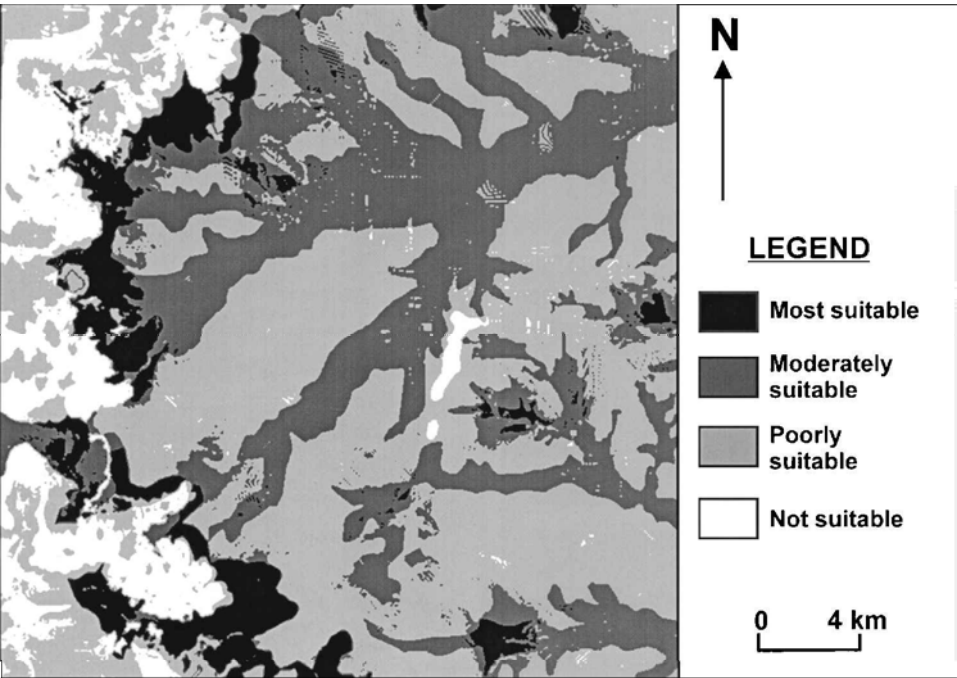 N
LEGEND
Most suitable
Moderately
suitable
Poorly
suitable
Not suitable
0 4 km